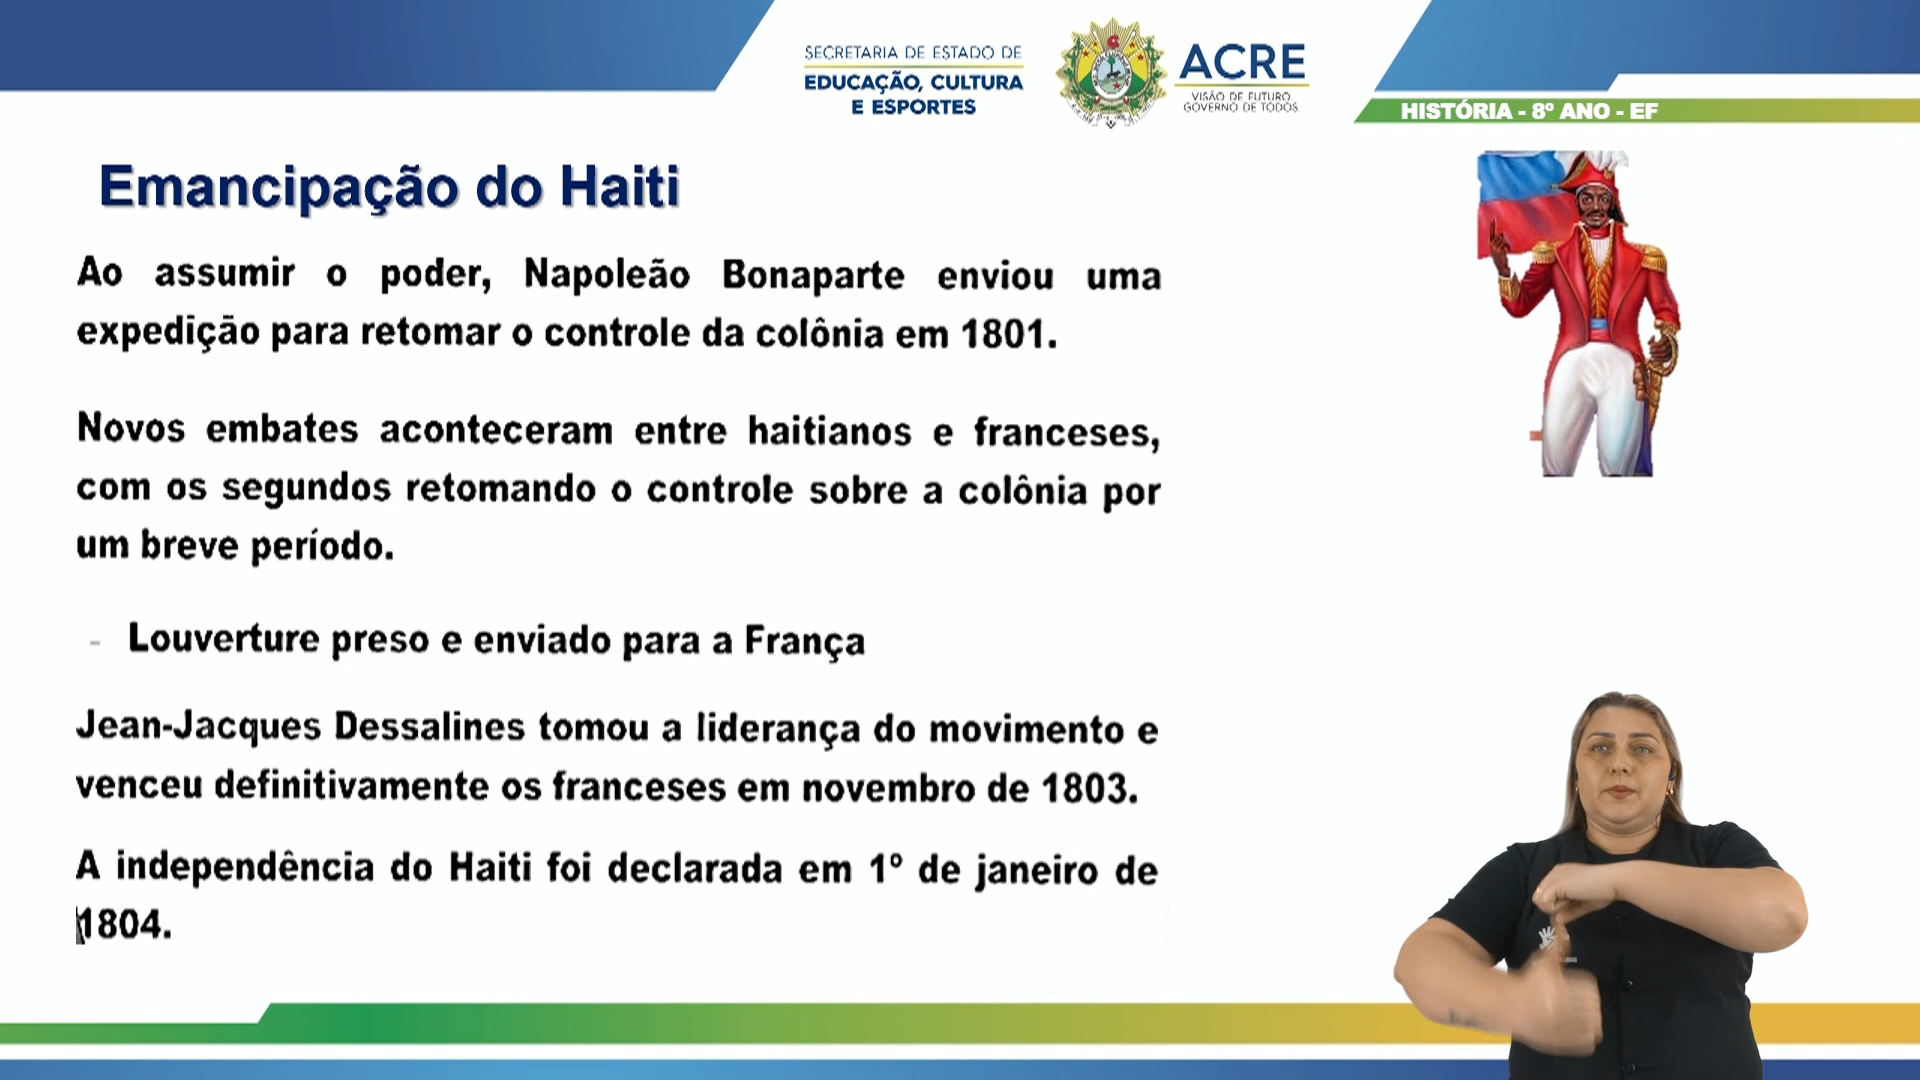 SECRETARIA DE ESTADO DE
EDUCAÇÃO, CULTURA
E ESPORTES
ACRE
VISÃO DE FUTURO.
GOVERNO DE TODOS.
HISTÓRIA - 8º ANO - EF
Emancipação do Haiti
Ao assumir o poder, Napoleão Bonaparte enviou uma
expedição para retomar o controle da colônia em 1801.
Novos embates aconteceram entre haitianos e franceses,
com os segundos retomando o controle sobre a colônia por
um breve período.
- Louverture preso e enviado para a França
Jean-Jacques Dessalines tomou a liderança do movimento e
venceu definitivamente os franceses em novembro de 1803.
A independência do Haiti foi declarada em 1º de janeiro de
1804.